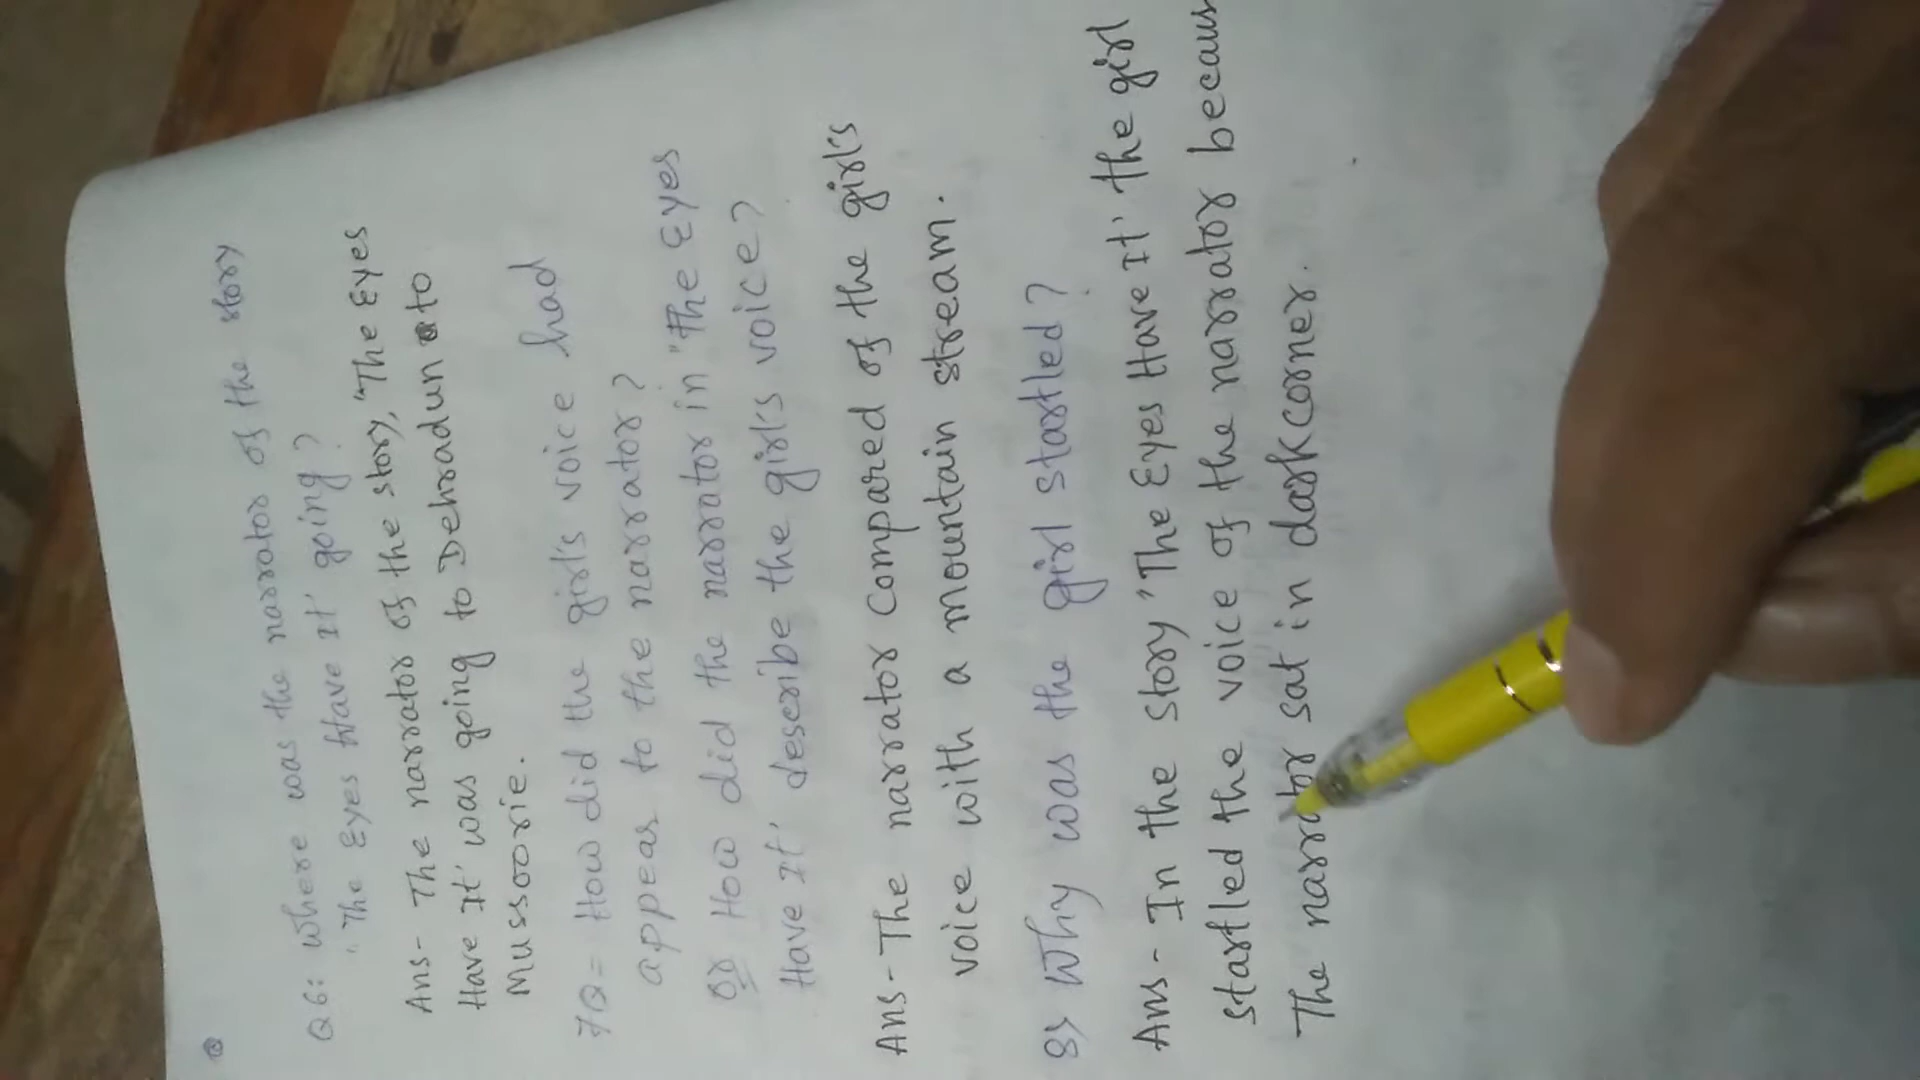 Q6: Where was the narrator of the story
"The Eyes Have It' going?
Ans- The narrator of the story, "The Eyes
Have It' was going to Dehradun to
Mussoorie.
7Q= How did the girl's voice had
appear to the narrator?
Or How did the narrator in "The Eyes
Have It' describe the girl's voice?
Ans- The narrator compared of the girl's
voice with a mountain stream.
8> Why was the girl startled?
Ans- In the story 'The Eyes Have It' the girl
startled the voice of the narrator becaus
The narrator sat in dark corner.